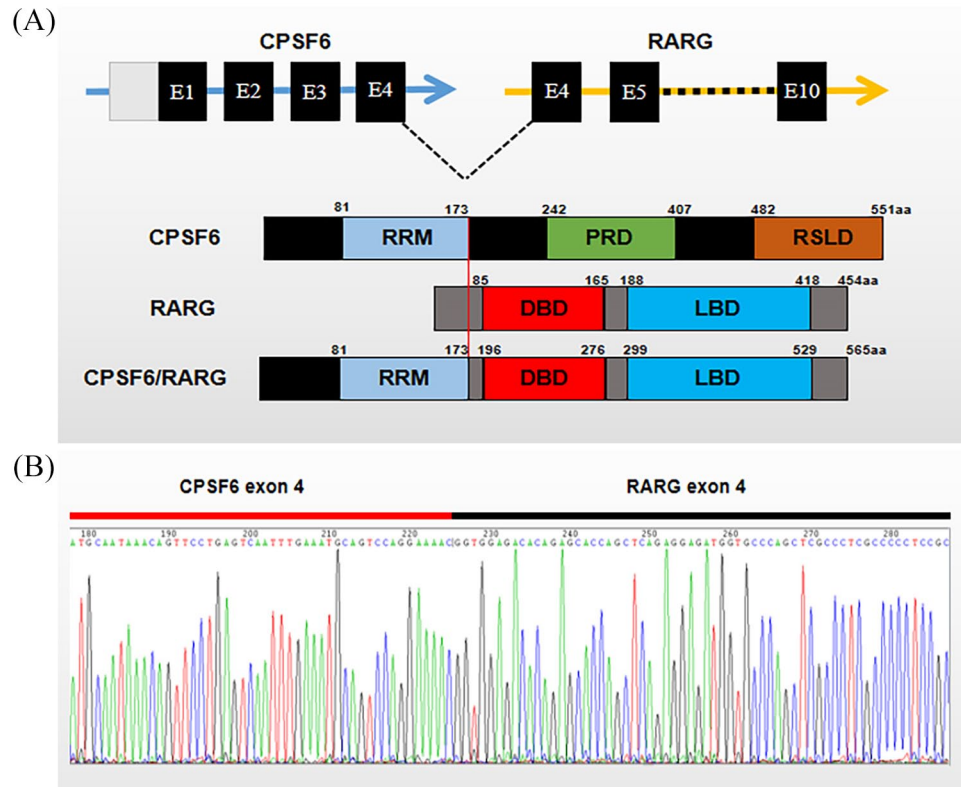 (A)
CPSF6 RARG
E1 E2 E3 E4 E4 E5 E10
81 173 242 407 482 551aa
CPSF6 RRM PRD RSLD
85 165 188 418 454aa
RARG DBD LBD
81 173 196 276 299 529 565aa
CPSF6/RARG RRM DBD LBD
(B)
CPSF6 exon 4 RARG exon 4
180 190 200 210 220 230 240 250 260 270 280
ATGCAATAAACAGTTCCTGAGTCAATTTGAAATGCAGTCCAGGAAAACGGTGGAGACACAGAGCACCAGCTCAGAGGAGATGGTGCCCAGCTCGCCCTCGCCCCCTCCGC